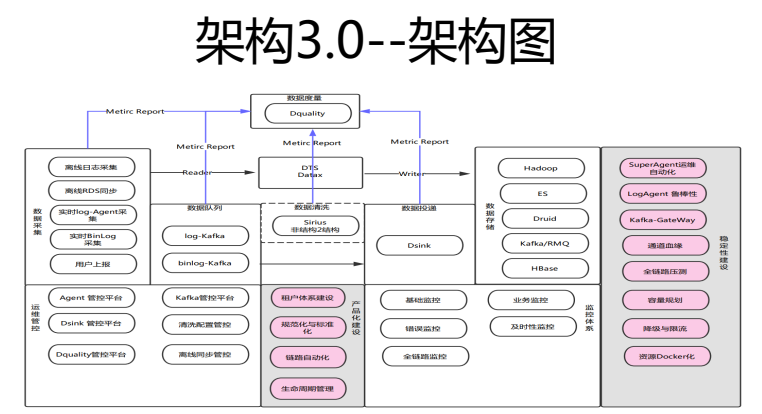 架构3.0--架构图
数据度量
Dquality
Metirc Report
Metirc Report
Metirc Report
Metric Report
数据采集
离线日志采集
离线RDS同步
实时log-Agent采
集
实时BinLog
采集
用户上报
Reader
DTS
Datax
Writer
数据队列
log-Kafka
binlog-Kafka
数据清洗
Sirius
非结构2结构
数据投递
Dsink
数据存储
Hadoop
ES
Druid
Kafka/RMQ
HBase
运维管控
Agent 管控平台
Dsink 管控平台
Dquality管控平台
Kafka管控平台
清洗配置管控
离线同步管控
产品化建设
租户体系建设
规范化与标准
化
链路自动化
生命周期管理
监控体系
基础监控
错误监控
全链路监控
业务监控
及时性监控
稳定性建设
SuperAgent运维
自动化
LogAgent 鲁棒性
Kafka-GateWay
通道血缘
全链路压测
容量规划
降级与限流
资源Docker化